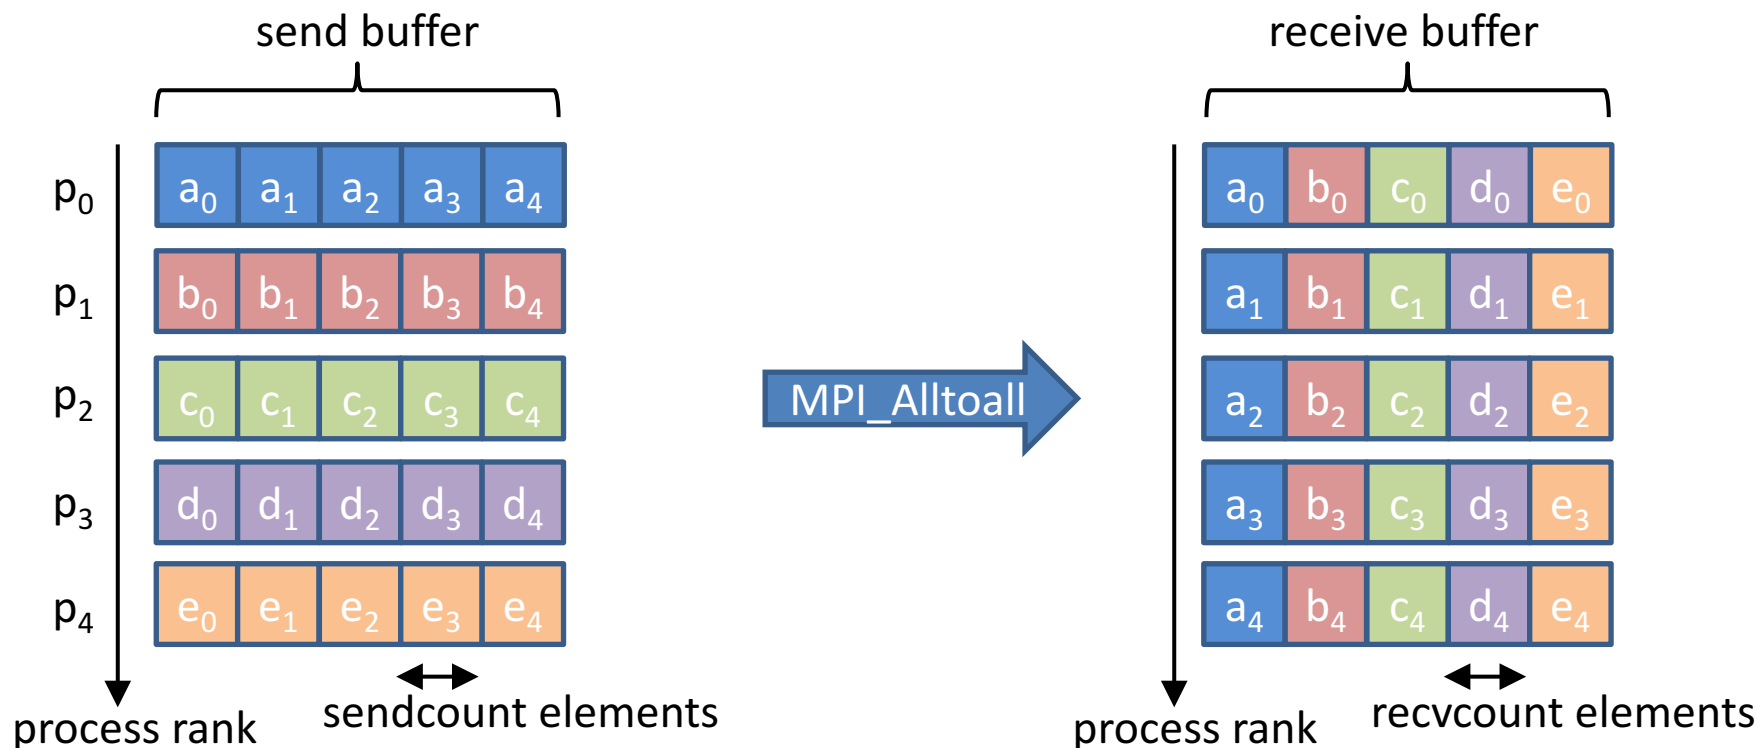 send buffer
receive buffer
p0 a0 a1 a2 a3 a4 a0 b0 c0 d0 e0
p1 b0 b1 b2 b3 b4 a1 b1 c1 d1 e1
p2 c0 c1 c2 c3 c4 MPI_Alltoall a2 b2 c2 d2 e2
p3 d0 d1 d2 d3 d4 a3 b3 c3 d3 e3
p4 e0 e1 e2 e3 e4 a4 b4 c4 d4 e4
process rank
sendcount elements
process rank
recvcount elements